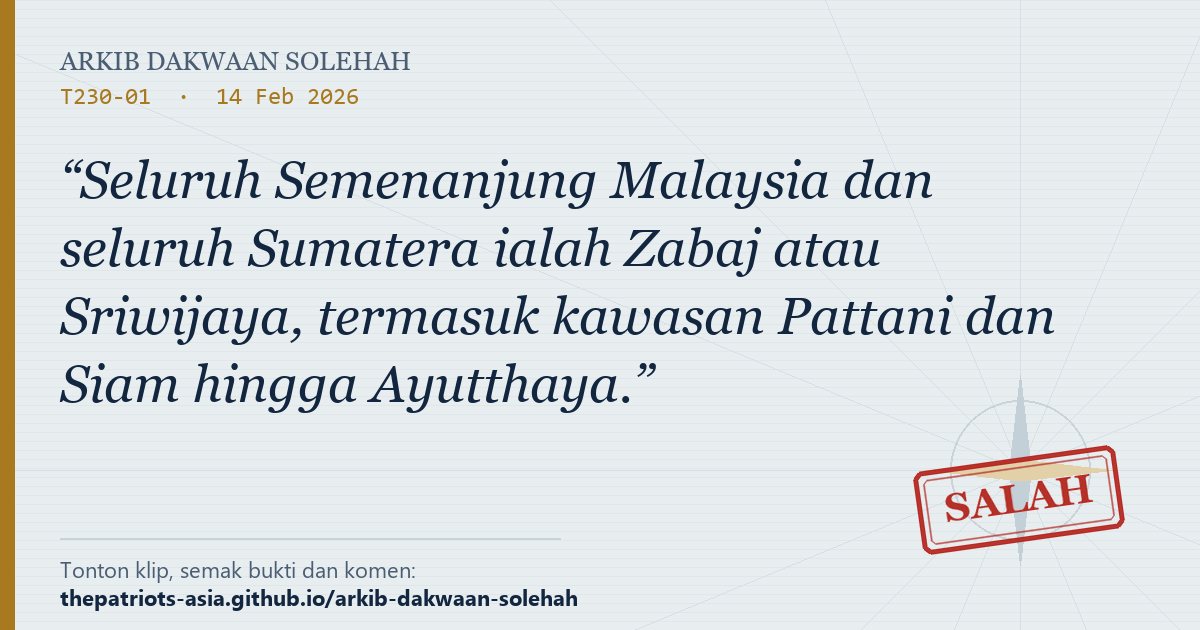 ARKIB DAKWAAN SOLEHAH
T230-01 · 14 Feb 2026
“Seluruh Semenanjung Malaysia dan
seluruh Sumatera ialah Zabaj atau
Sriwijaya, termasuk kawasan Pattani dan
Siam hingga Ayutthaya.”
SALAH
Tonton klip, semak bukti dan komen:
thepatriots-asia.github.io/arkib-dakwaan-solehah